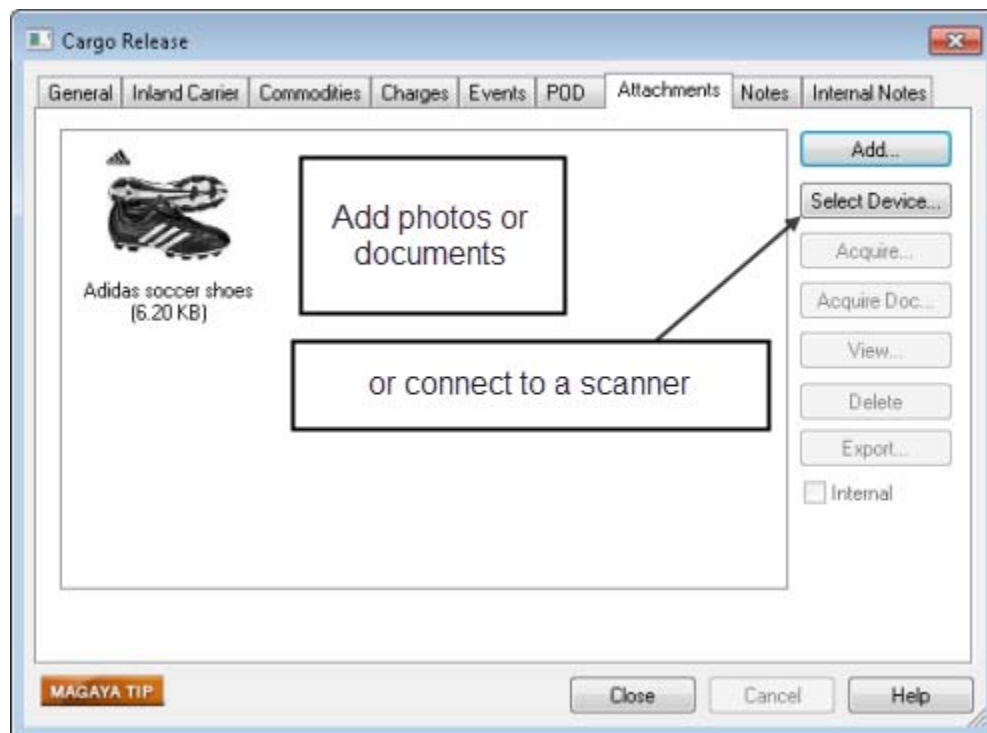 Cargo Release
General Inland Carrier Commodities Charges Events POD Attachments Notes Internal Notes
Add photos or
documents
Adidas soccer shoes
(6.20 KB)
or connect to a scanner
Add...
Select Device...
Acquire...
Acquire Doc...
View...
Delete
Export...
Internal
MAGAYA TIP
Close Cancel Help